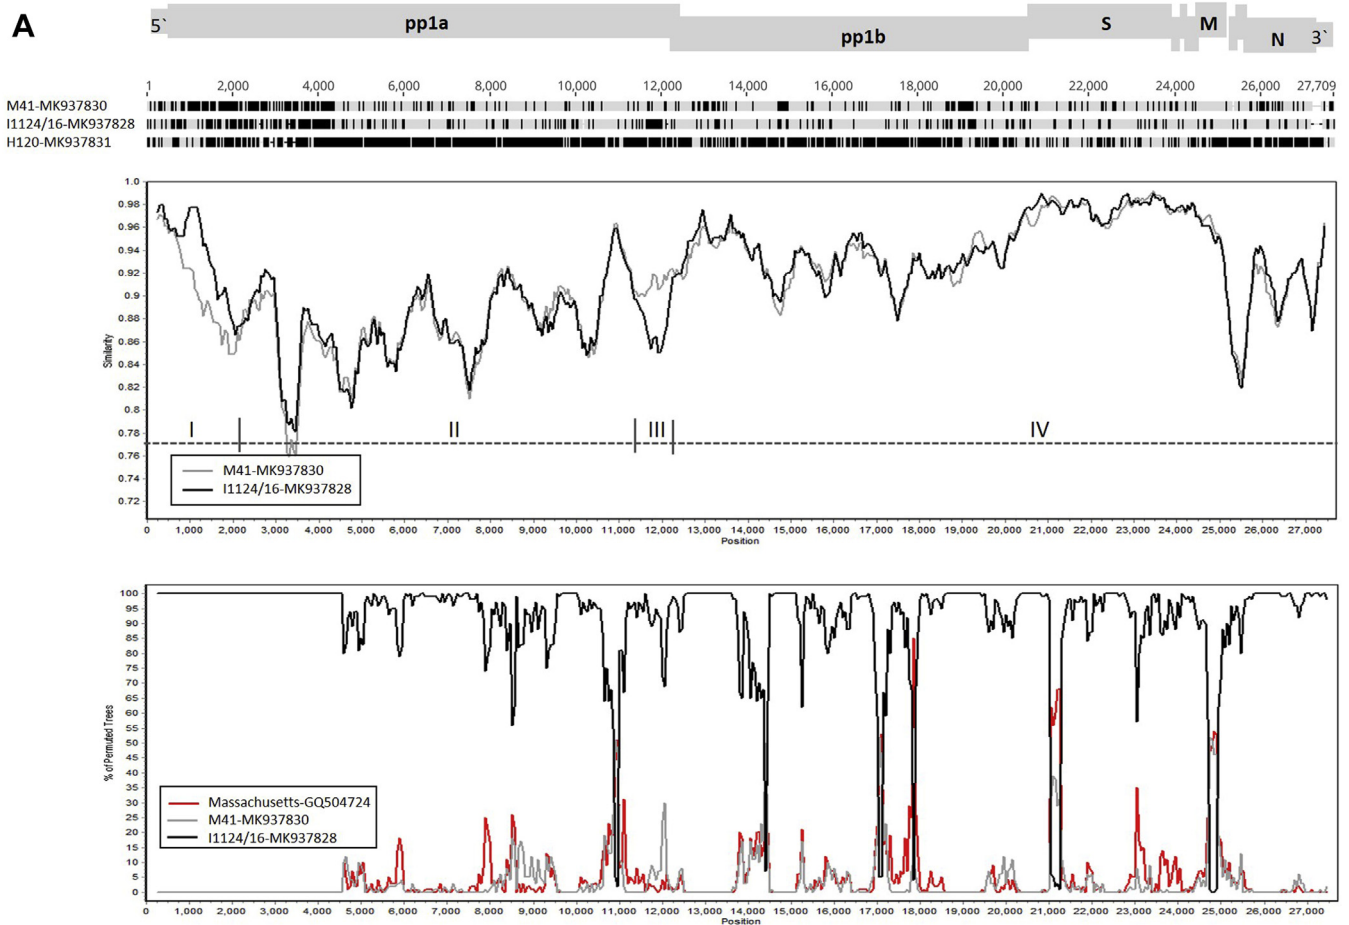 A
5` pp1a pp1b S M N 3`
1 2,000 4,000 6,000 8,000 10,000 12,000 14,000 16,000 18,000 20,000 22,000 24,000 26,000 27,709
M41-MK937830
I1124/16-MK937828
H120-MK937831
1.0
0.98
0.96
0.94
0.92
0.9
0.88
0.86
0.84
0.82
0.8
0.78
0.76
0.74
0.72
Similarity
I II III IV
M41-MK937830
I1124/16-MK937828
0 1,000 2,000 3,000 4,000 5,000 6,000 7,000 8,000 9,000 10,000 11,000 12,000 13,000 14,000 15,000 16,000 17,000 18,000 19,000 20,000 21,000 22,000 23,000 24,000 25,000 26,000 27,000
Position
100
95
90
85
80
75
70
65
60
55
50
45
40
35
30
25
20
15
10
5
0
% of Permuted Trees
Massachusetts-GQ504724
M41-MK937830
I1124/16-MK937828
0 1,000 2,000 3,000 4,000 5,000 6,000 7,000 8,000 9,000 10,000 11,000 12,000 13,000 14,000 15,000 16,000 17,000 18,000 19,000 20,000 21,000 22,000 23,000 24,000 25,000 26,000 27,000
Position